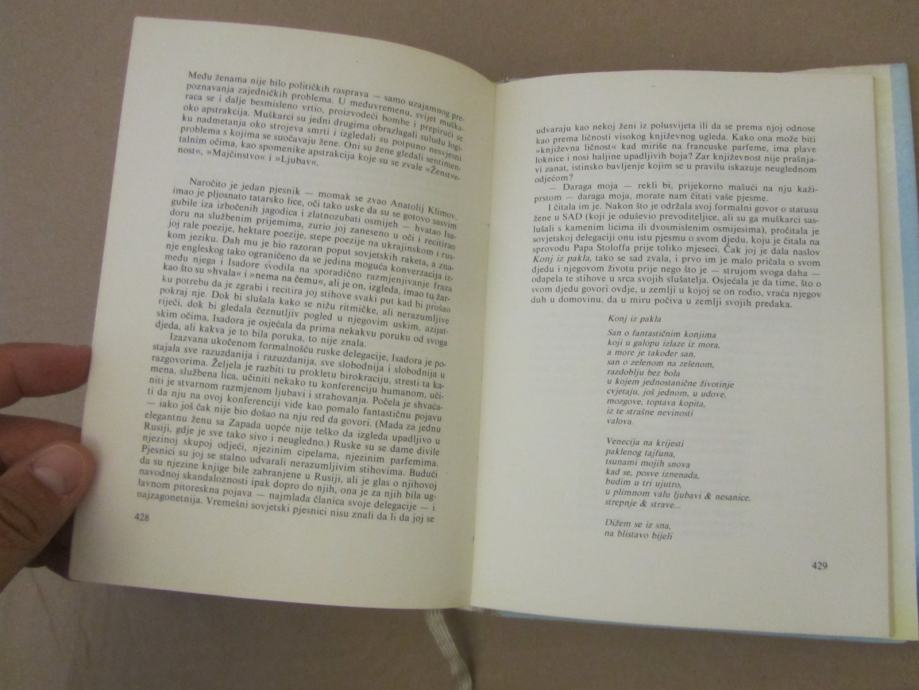 Među ženama nije bilo političkih rasprava — samo uzajamnog pre-
poznavanja zajedničkih problema. U međuvremenu, svijet muška-
raca se i dalje besmisleno vrtio, proizvodeći bombe i prepirući se
oko apstrakcija. Muškarci su jedni drugima obrazlagali suludu logi-
ku nadmetanja oko strojeva smrti i izgledali su potpuno nesvjesni
problema s kojima se suočavaju žene. Oni su žene gledali sentimen-
talnim očima, kao spomenike apstrakcija koje su se zvale »Ženstve-
nost«, »Majčinstvo« i »Ljubav«.
Naročito je jedan pjesnik — momak se zvao Anatolij Klimov,
imao je pljosnato tatarsko lice, oči tako uske da su se gotovo sasvim
gubile iza izbočenih jagodica i zlatnozubati osmijeh — hvatao Isa-
doru na službenim prijemima, zurio joj zaneseno u oči i recitirao
joj rale poezije, hektare poezije, stepe poezije na ukrajinskom i rus-
kom jeziku. Dah mu je bio razoran poput sovjetskih raketa, a zna-
nje engleskog tako ograničeno da se jedina moguća konverzacija iz-
među njega i Isadore svodila na sporadično razmjenjivanje fraza
kao što su »hvala« i »nema na čemu«, ali je on, izgleda, imao tu žar-
ku potrebu da je zgrabi i recitira joj stihove svaki put kad bi prošao
pokraj nje. Dok bi slušala kako se nižu ritmičke, ali nerazumljive
riječi, dok bi gledala čeznutljiv pogled u njegovim uskim, azijat-
skim očima, Isadora je osjećala da prima nekakvu poruku od svoga
djeda, ali kakva je to bila poruka, to nije znala.
Izazvana ukočenom formalnošću ruske delegacije, Isadora je po-
stajala sve razuzdanija i razuzdanija, sve slobodnija i slobodnija u
razgovorima. Željela je razbiti tu prokletu birokraciju, stresti ta ka-
mena, službena lica, učiniti nekako tu konferenciju humanom, uči-
niti je stvarnom razmjenom ljubavi i strahovanja. Počela je shvaća-
ti da nju na ovoj konferenciji vide kao pomalo fantastičnu pojavu
— iako još čak nije bio došao na nju red da govori. (Mada za jednu
elegantnu ženu sa Zapada uopće nije teško da izgleda upadljivo u
Rusiji, gdje je sve tako sivo i neugledno.) Ruske su se dame divile
njezinoj skupoj odjeći, njezinim cipelama, njezinim parfemima.
Pjesnici su joj se stalno udvarali nerazumljivim stihovima. Budući
da su njezine knjige bile zabranjene u Rusiji, ali je glas o njihovoj
navodnoj skandaloznosti ipak dopro do njih, ona je za njih bila ug-
lavnom pitoreskna pojava — najmlađa članica svoje delegacije — i
najzagonetnija. Vremešni sovjetski pjesnici nisu znali da li da joj se
428
udvaraju kao nekoj ženi iz polusvijeta ili da se prema njoj odnose
kao prema ličnosti visokog književnog ugleda. Kako ona može biti
»književna ličnost« kad miriše na francuske parfeme, ima plave
loknice i nosi haljine upadljivih boja? Zar književnost nije prašnja-
vi zanat, istinsko bavljenje kojim se u pravilu iskazuje neuglednom
odjećom?
— Daraga moja — rekli bi, prijekorno mašući na nju kaži-
prstom — daraga moja, morate nam čitati vaše pjesme.
I čitala im je. Nakon što je održala svoj formalni govor o statusu
žene u SAD (koji je oduševio prevoditeljice, ali su ga muškarci sas-
lušali s kamenim licima ili dvosmislenim osmijesima), pročitala je
sovjetskoj delegaciji onu istu pjesmu o svom djedu, koju je čitala na
sprovodu Papa Stoloffa prije toliko mjeseci. Čak joj je dala naslov
Konj iz pakla, tako se sad zvala, i prvo im je malo pričala o svom
djedu i njegovom životu prije nego što je — strujom svoga daha —
odapela te stihove u srca svojih slušatelja. Osjećala je da time, što o
svom djedu govori ovdje, u zemlji u kojoj se on rodio, vraća njegov
duh u domovinu, da u miru počiva u zemlji svojih predaka.
Konj iz pakla
San o fantastičnim konjima
koji u galopu izlaze iz mora,
a more je također san,
san o zelenom na zelenom,
razdoblju bez bola
u kojem jednostanične životinje
cvjetaju, još jednom, u udove,
mozgove, toptava kopita,
iz te strašne nevinosti
valova.
Venecija na krijesti
paklenog tajfuna,
tsunami mojih snova
kad se, posve iznenada,
budim u tri ujutro,
u plimnom valu ljubavi & nesanice,
strepnje & strave...
Dižem se iz sna,
na blistavo bijeli
429